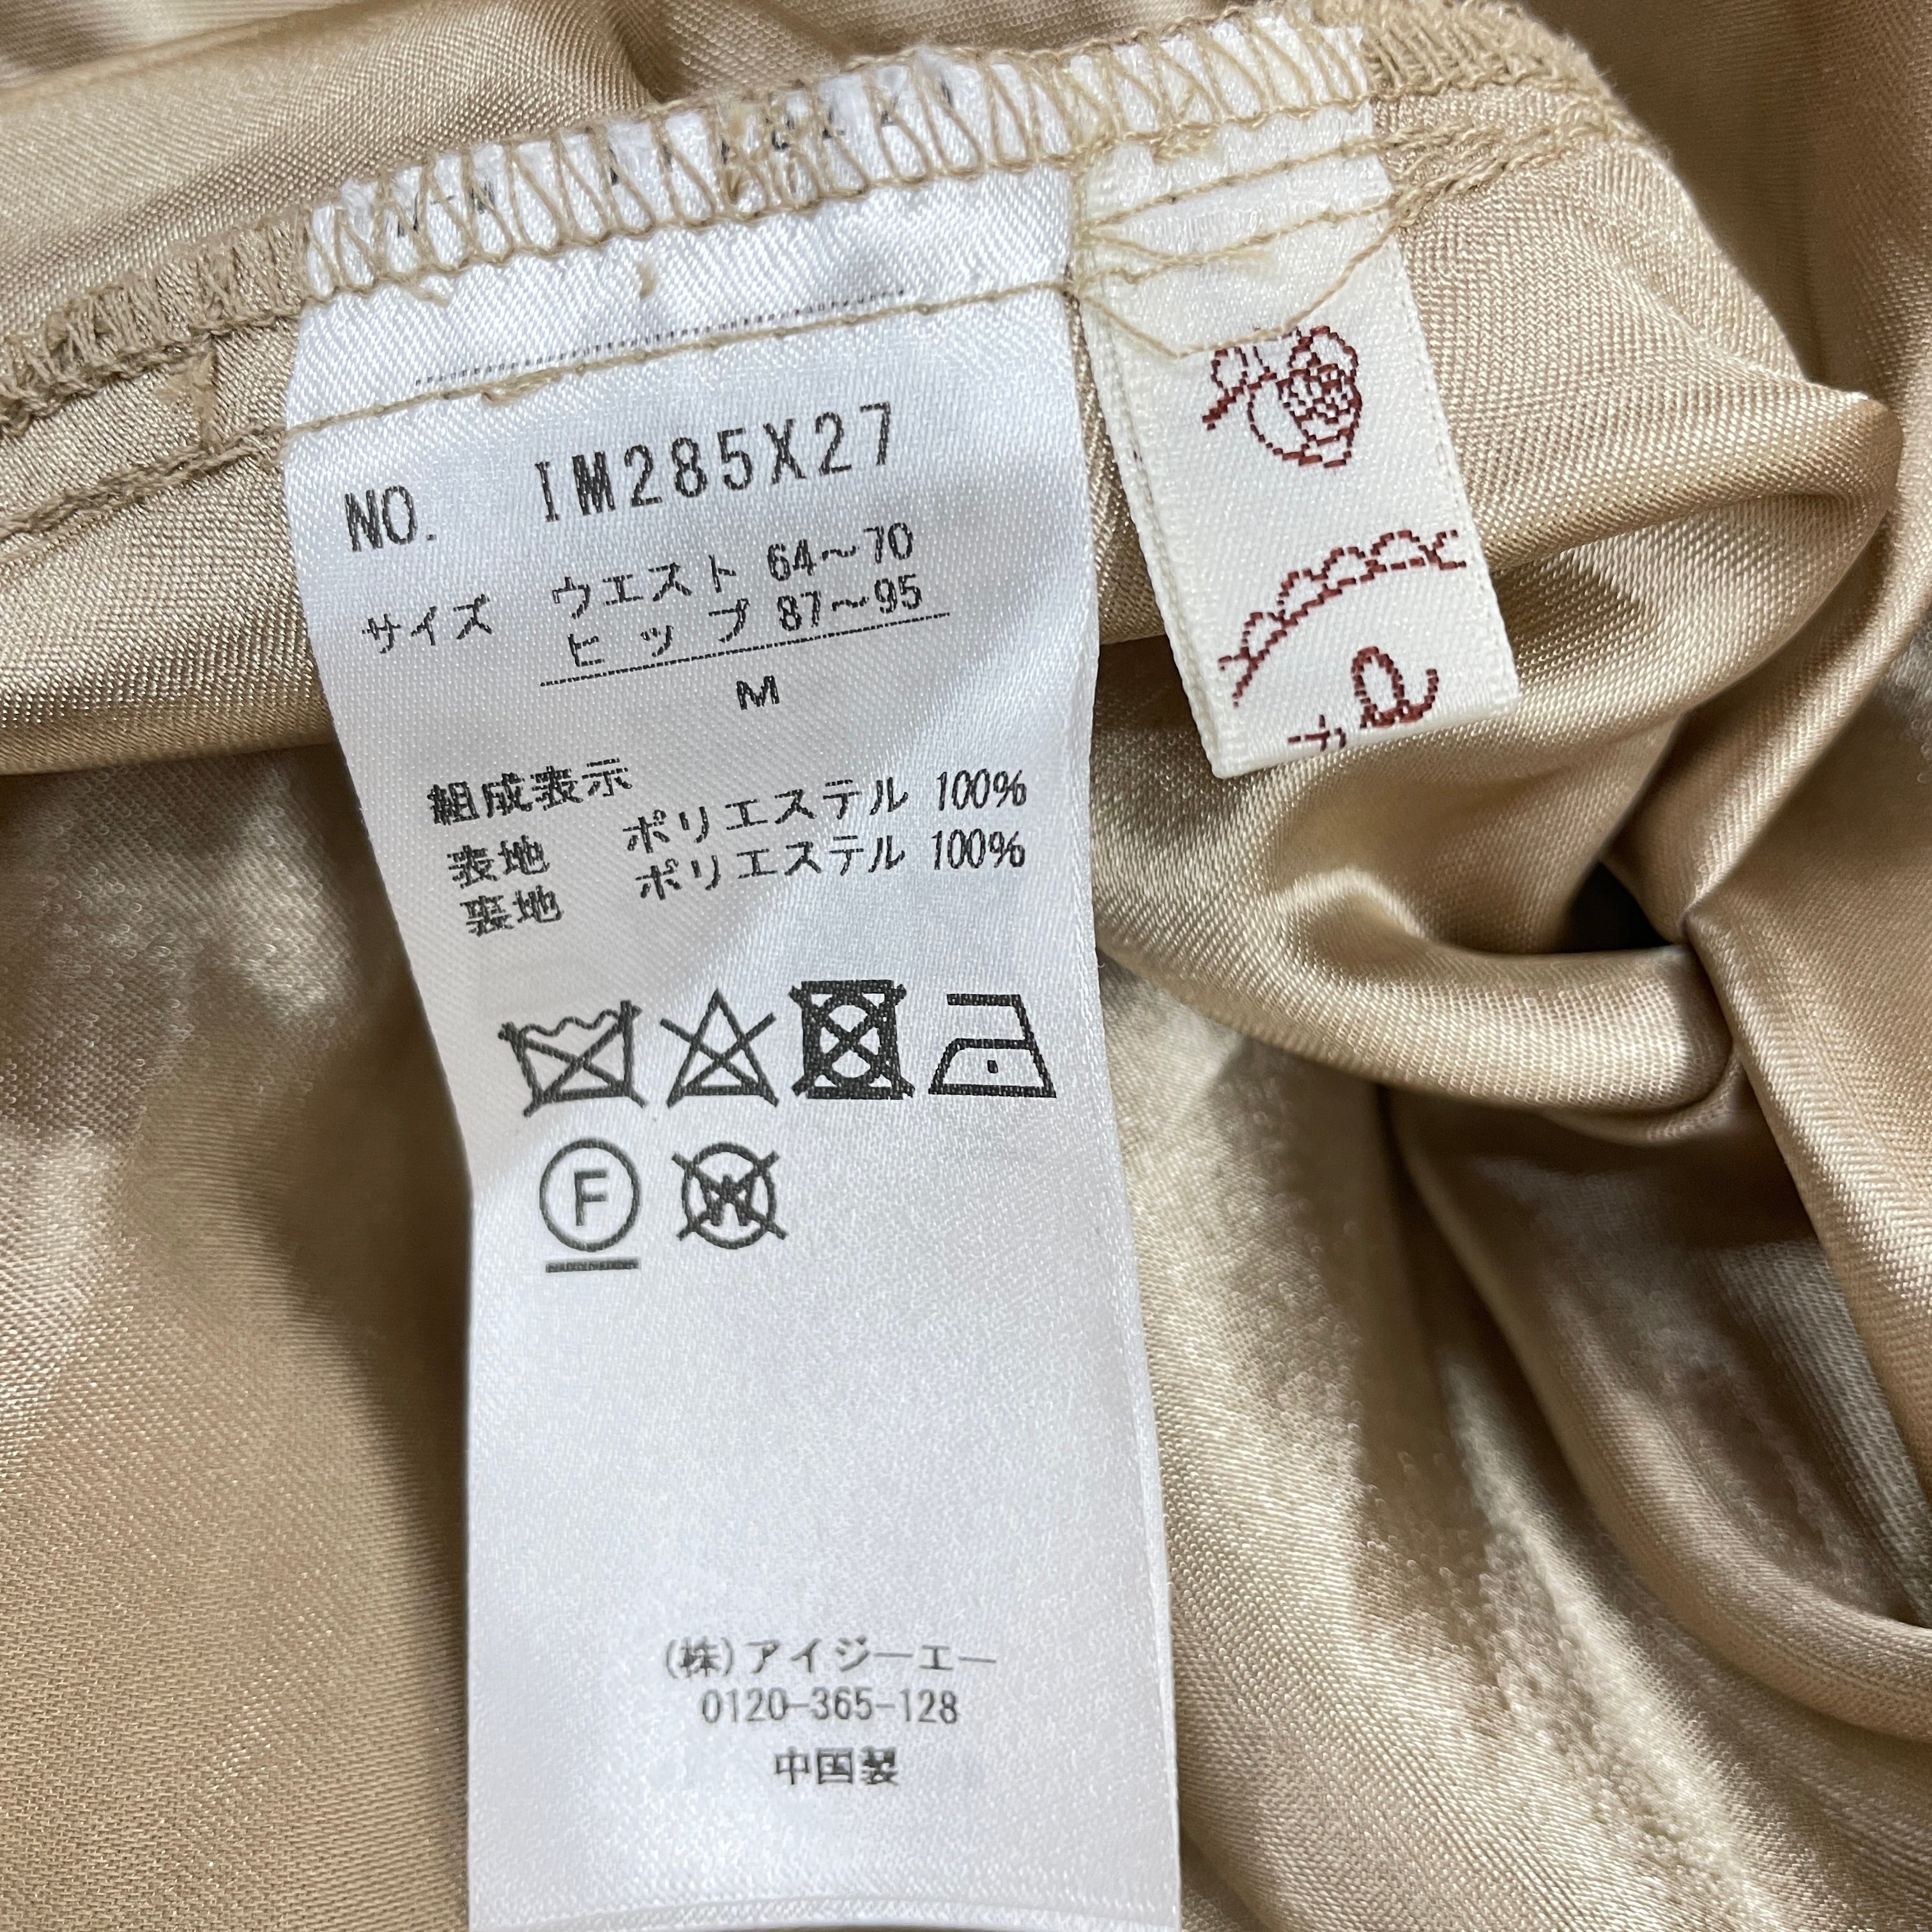 NO. IM285X27
サイズ ウエスト 64～70
ヒップ 87～95
M
組成表示
表地 ポリエステル 100%
裏地 ポリエステル 100%
F W
(株)アイジーエー
0120-365-128
中国製